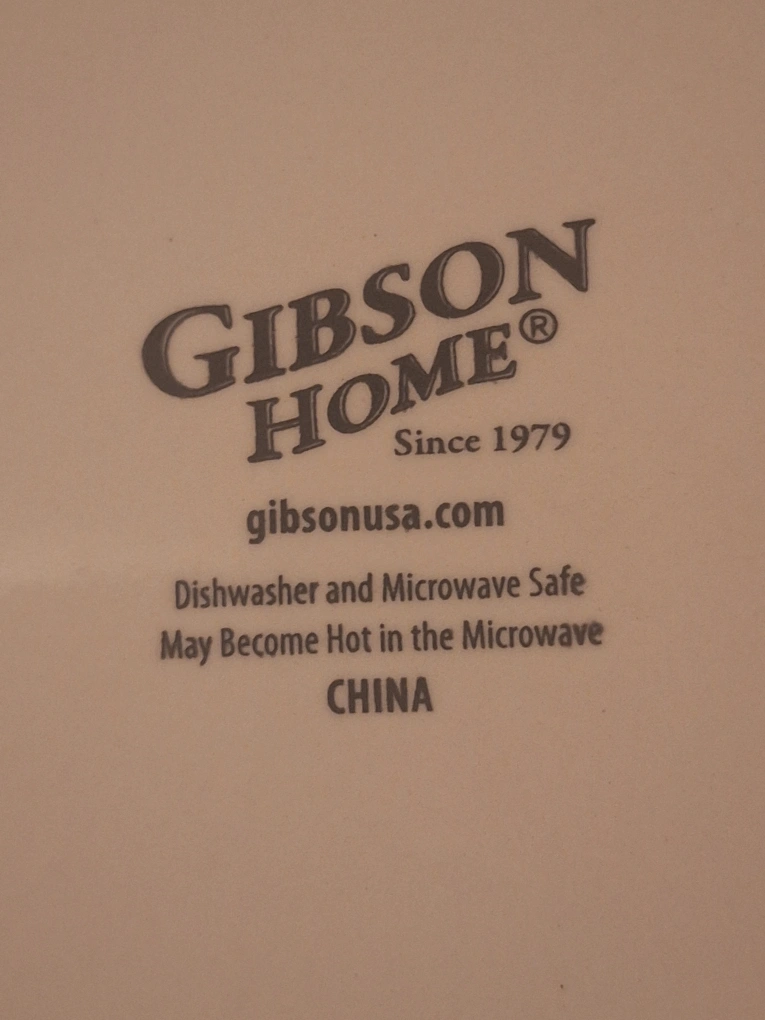 GIBSON
HOME®
Since 1979
gibsonusa.com
Dishwasher and Microwave Safe
May Become Hot in the Microwave
CHINA